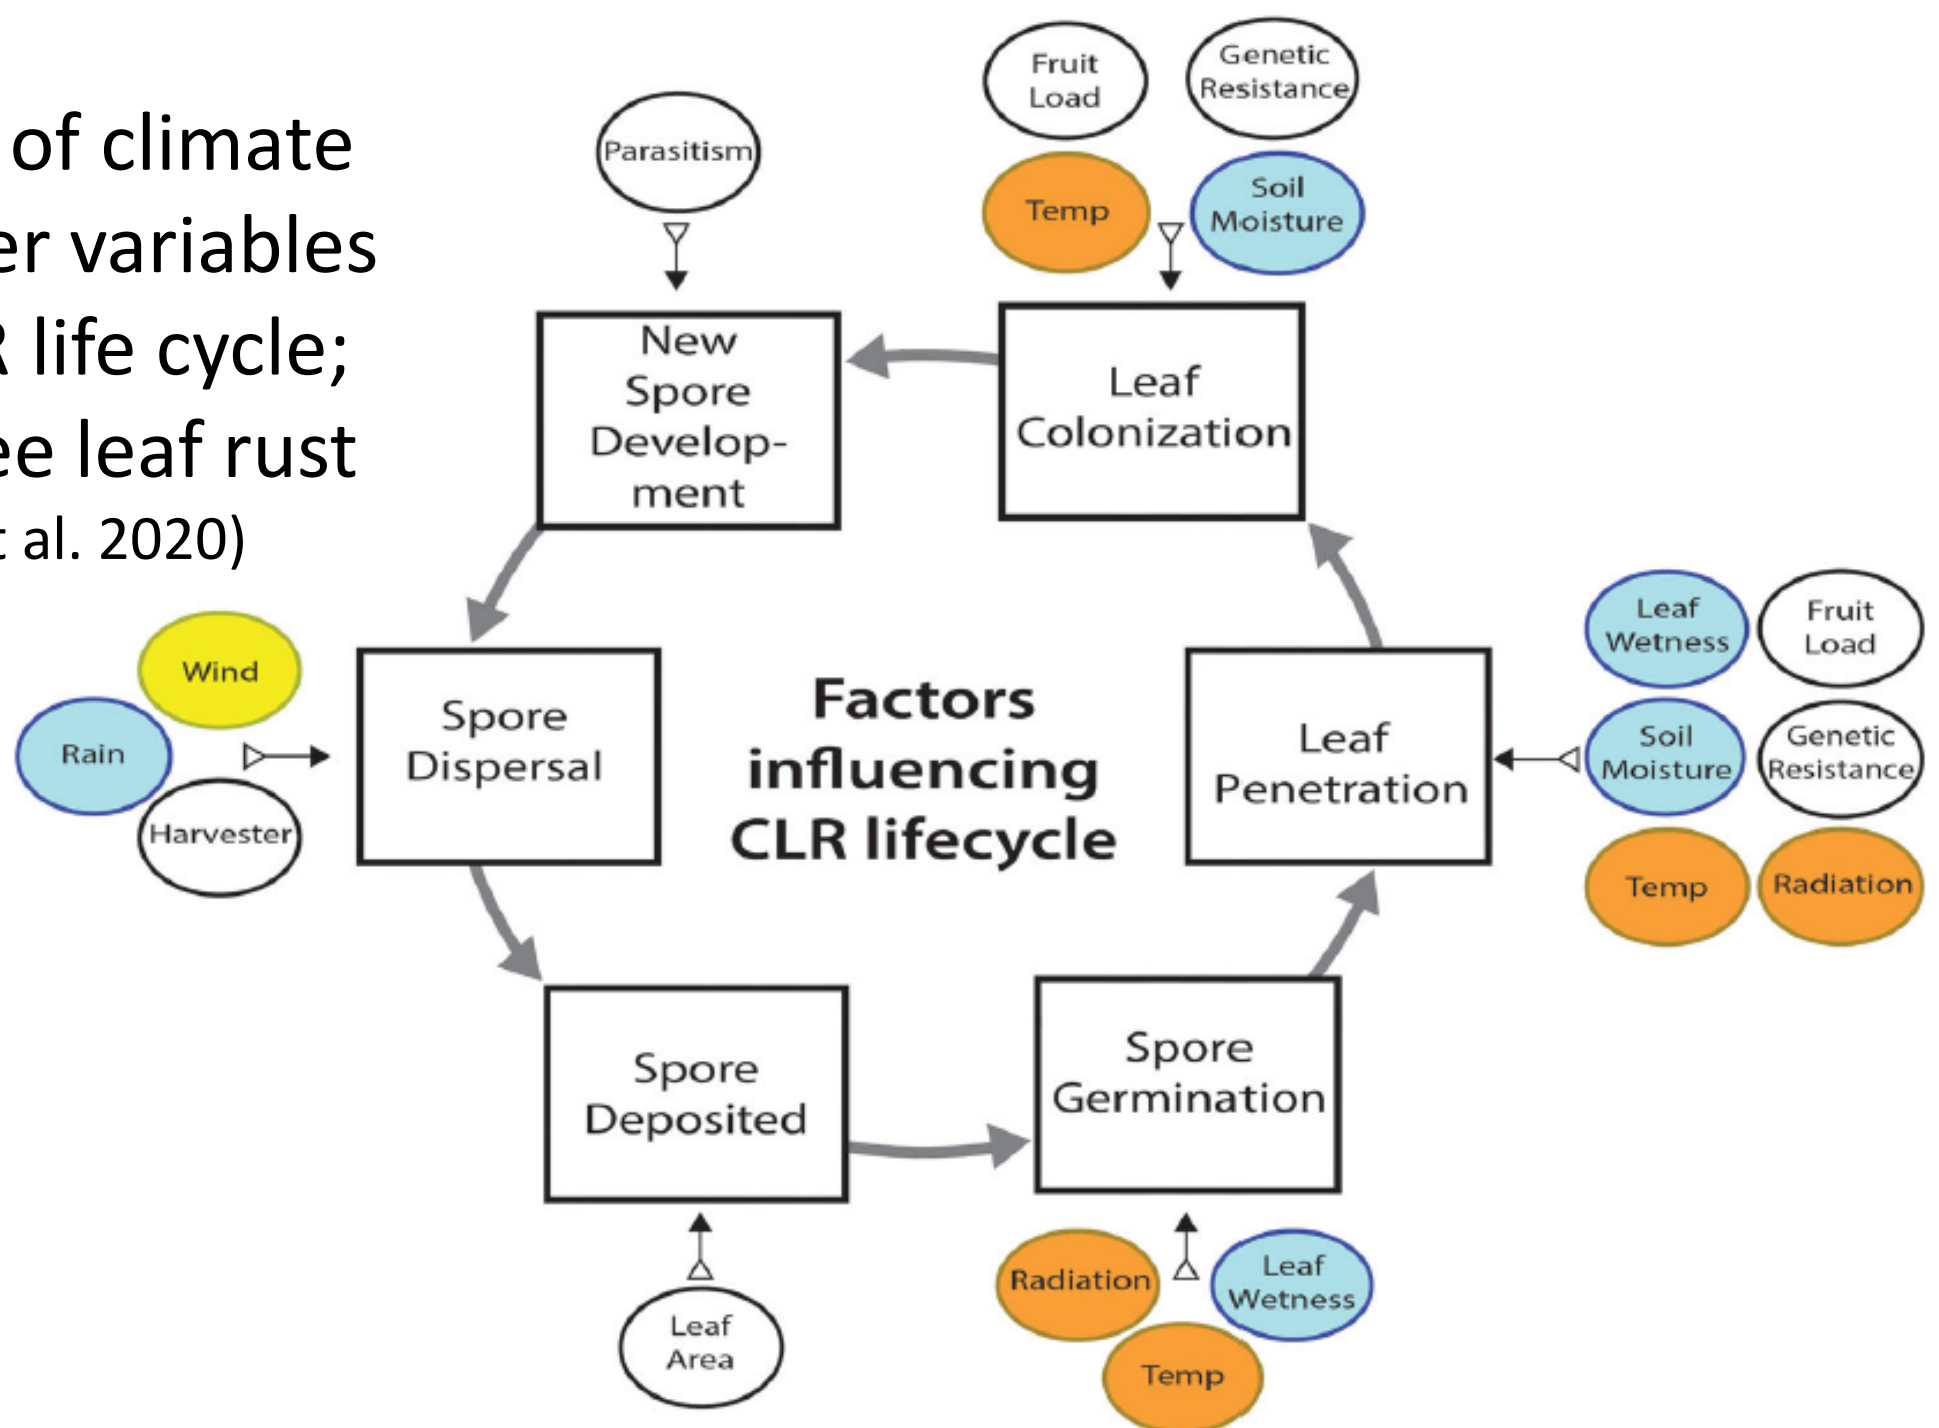 of climate
er variables
R life cycle;
ee leaf rust
t al. 2020)
Parasitism
Fruit
Load
Genetic
Resistance
Temp
Soil
Moisture
New
Spore
Develop-
ment
Leaf
Colonization
Wind
Rain
Harvester
Spore
Dispersal
Factors
influencing
CLR lifecycle
Leaf
Penetration
Leaf
Wetness
Fruit
Load
Soil
Moisture
Genetic
Resistance
Temp
Radiation
Spore
Deposited
Spore
Germination
Leaf
Area
Radiation
Leaf
Wetness
Temp